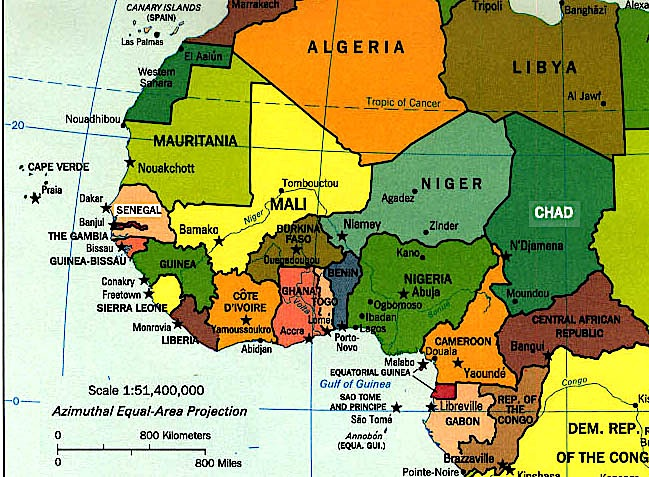 CANARY ISLANDS
(SPAIN)
Las Palmas
Marrakech
Tripoli
Banghāzī
ALGERIA
LIBYA
El Aaiún
Western
Sahara
Al Jawf
Tropic of Cancer
Nouadhibou
20
MAURITANIA
CAPE VERDE
Nouakchott
Praia
Tombouctou
NIGER
Agadez
Dakar
SENEGAL
MALI
CHAD
Banjul
Niger
Niamey
Zinder
THE GAMBIA
Bamako
BURKINA
FASO
Bissau
N'Djamena
GUINEA-BISSAU
GUINEA
Ouagadougou
Kano
BENIN
NIGERIA
Conakry
Abuja
Moundou
Freetown
CÔTE
D'IVOIRE
GHANA
TOGO
Ogbomoso
SIERRA LEONE
Volta
Benue
Ibadan
CENTRAL AFRICAN
REPUBLIC
Monrovia
Yamoussoukro
Lomé
Accra
Lagos
LIBERIA
Porto-
Novo
CAMEROON
Abidjan
Douala
Bangui
Malabo
Yaoundé
EQUATORIAL GUINEA
Gulf of Guinea
Congo
Scale 1:51,400,000
SAO TOME
AND PRINCIPE
REP. OF
THE
CONGO
0
Azimuthal Equal-Area Projection
Libreville
São Tomé
GABON
DEM. REP.
OF THE CONG
0
800 Kilometers
Annobón
(EQUA. GUI.)
0
800 Miles
Brazzaville
Pointe-Noire
Kinshasa